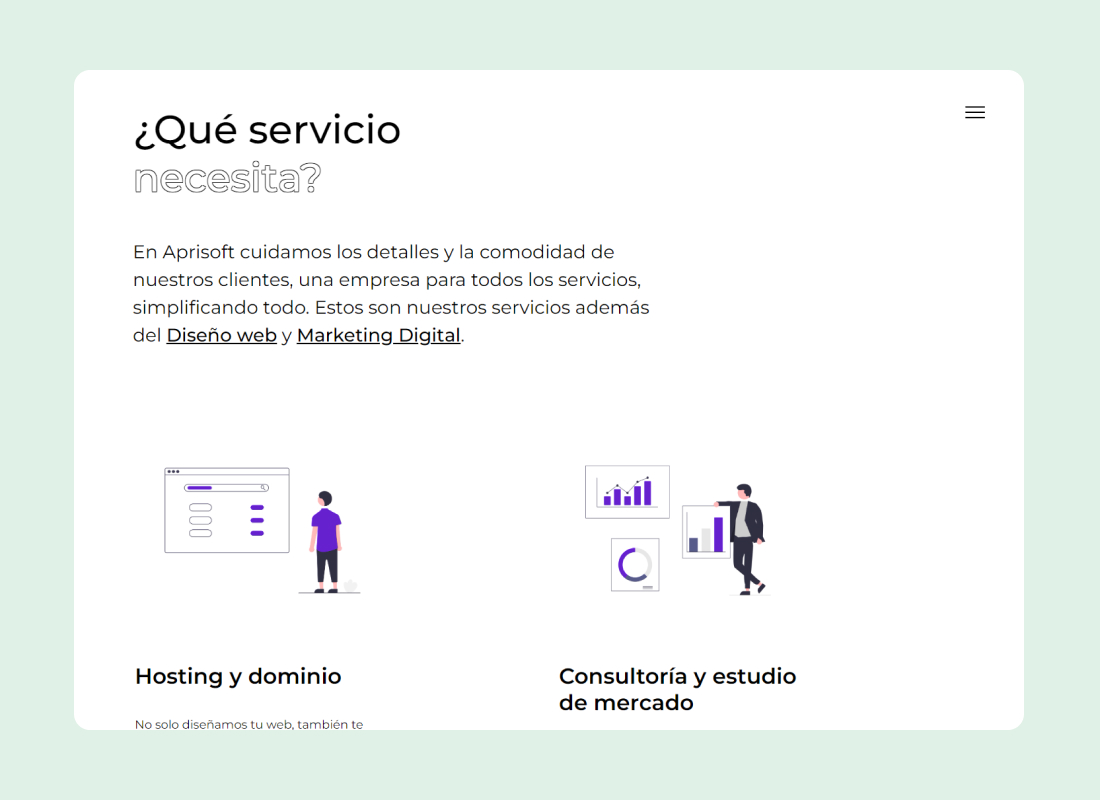 ¿Qué servicio
necesita?
En Aprisoft cuidamos los detalles y la comodidad de
nuestros clientes, una empresa para todos los servicios,
simplificando todo. Estos son nuestros servicios además
del Diseño web y Marketing Digital.
Hosting y dominio
No solo diseñamos tu web, también te
Consultoría y estudio
de mercado